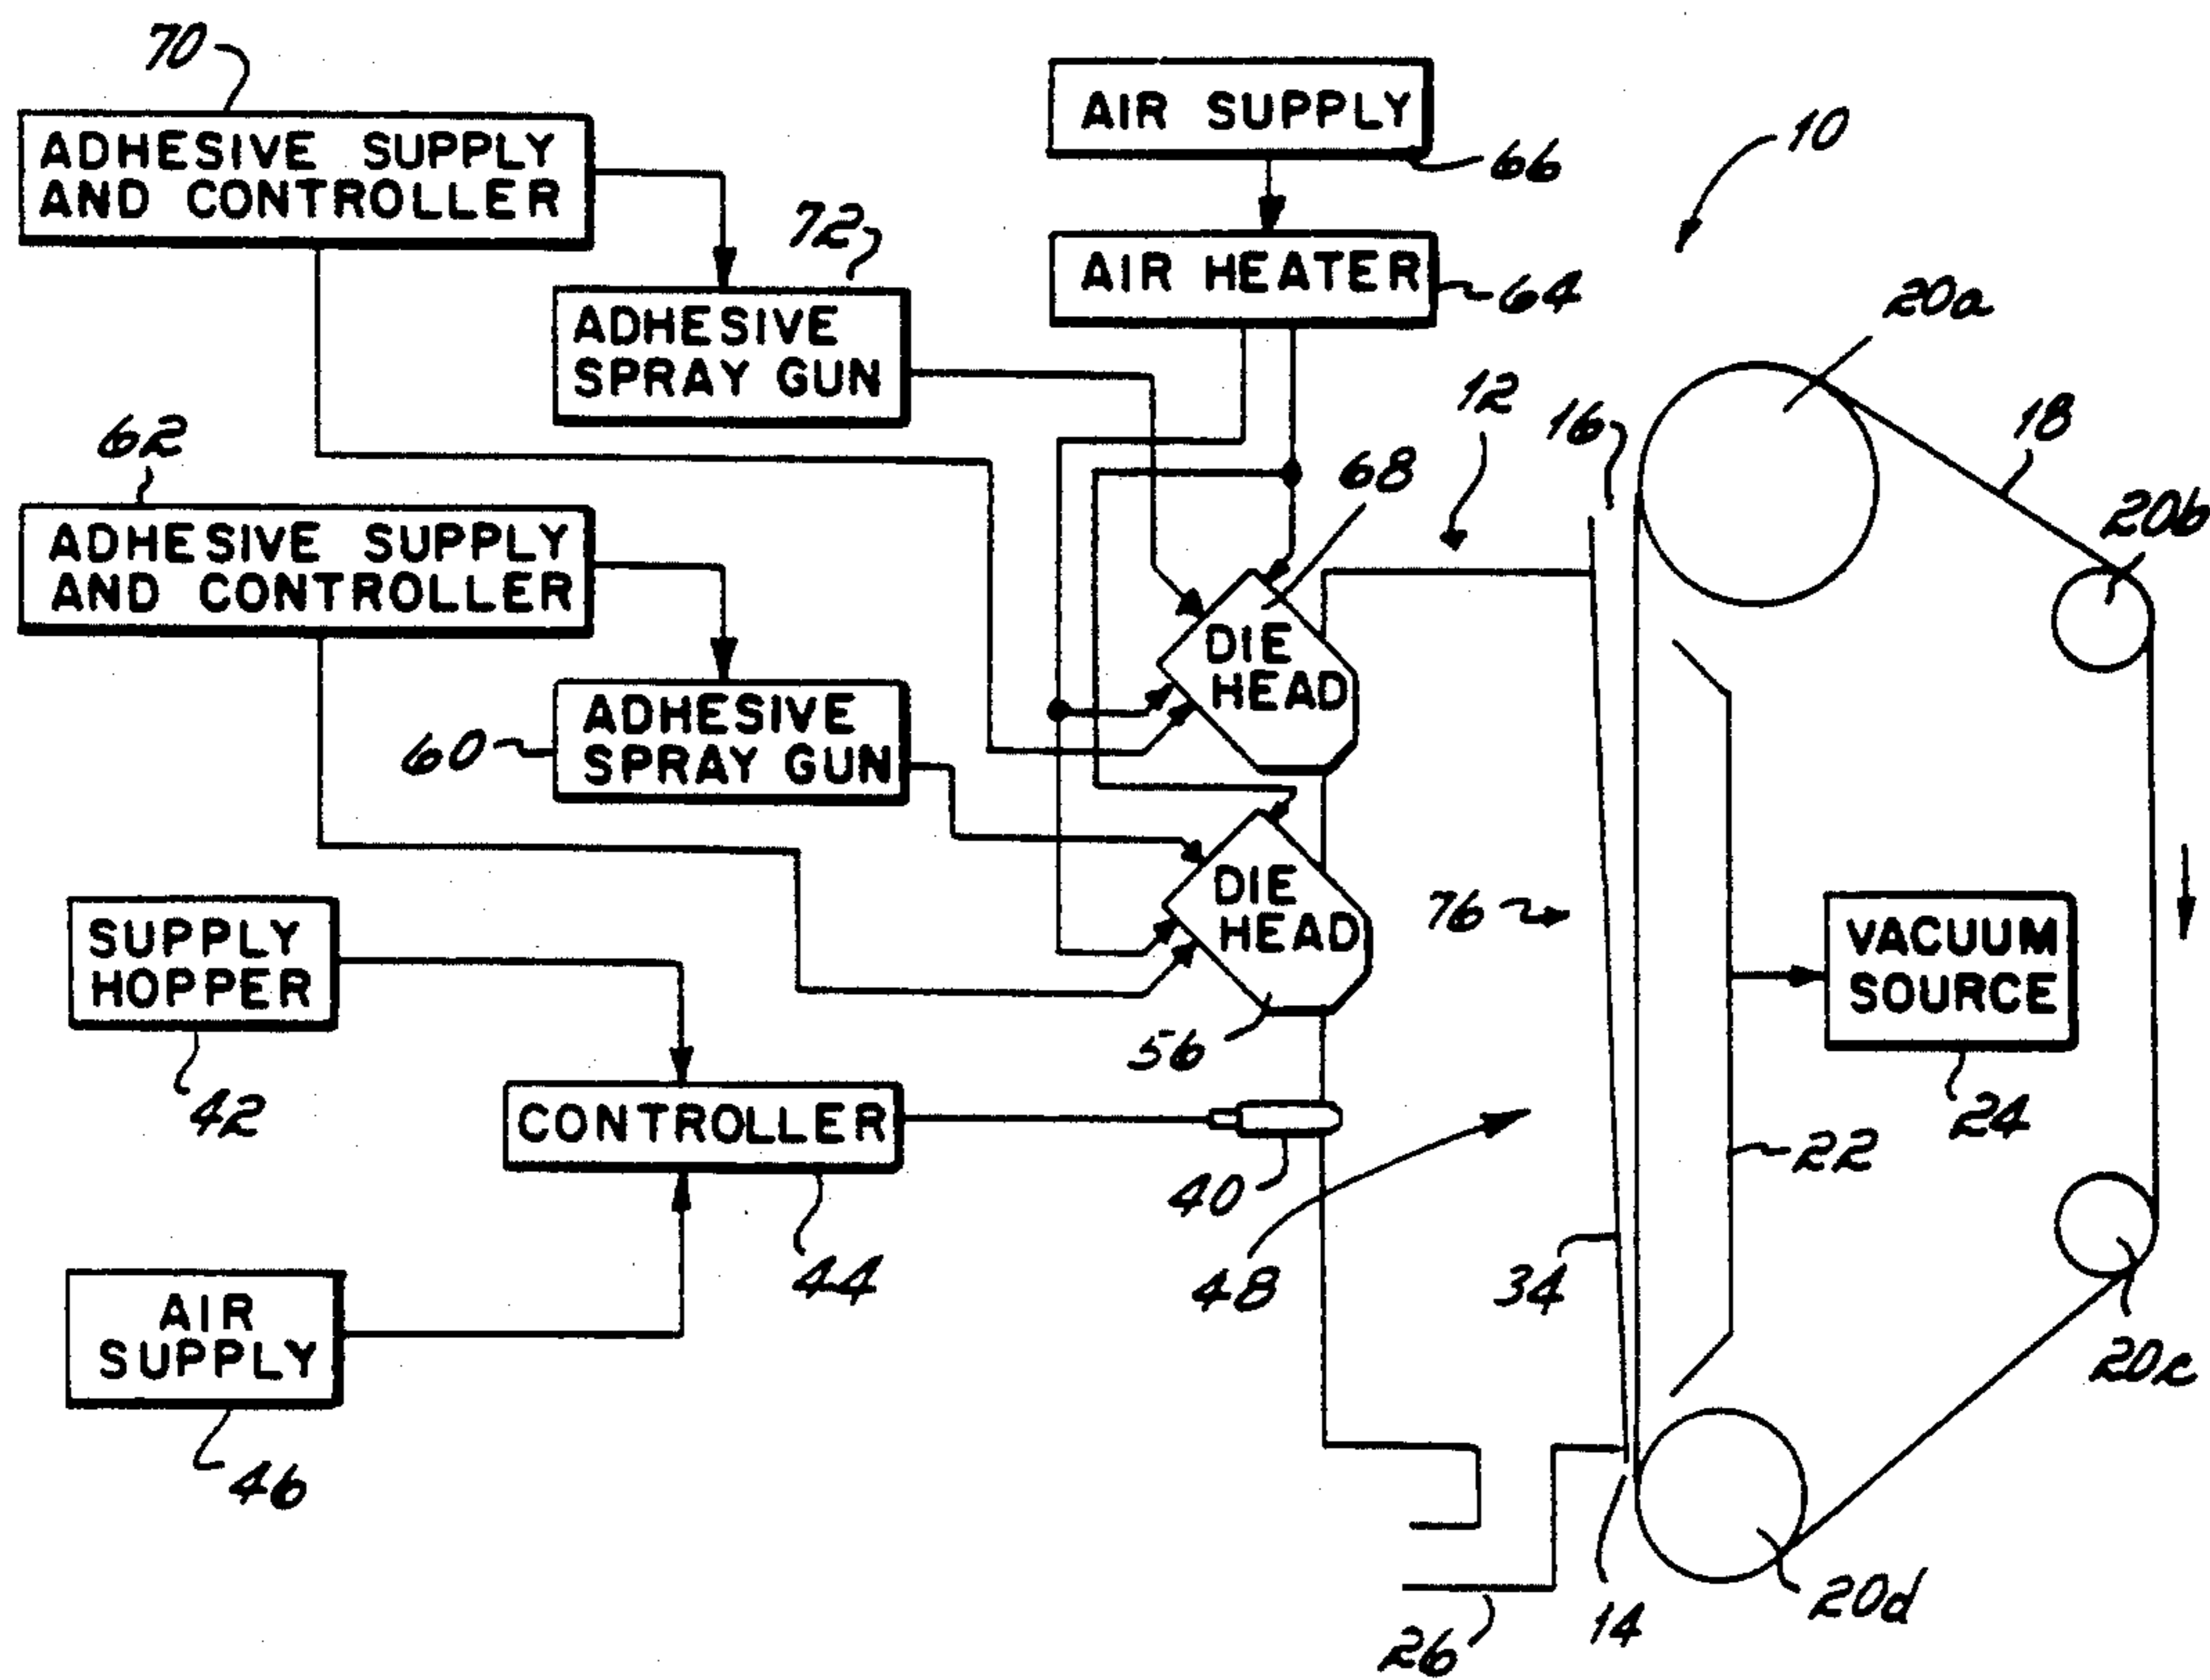 70
ADHESIVE SUPPLY
AND CONTROLLER
AIR SUPPLY
66
10
72
AIR HEATER
64
ADHESIVE
SPRAY GUN
20a
12
16
18
62
68
20b
ADHESIVE SUPPLY
AND CONTROLLER
DIE
HEAD
60
ADHESIVE
SPRAY GUN
DIE
HEAD
76
SUPPLY
HOPPER
VACUUM
SOURCE
56
42
CONTROLLER
24
22
40
44
48
34
AIR
SUPPLY
20c
46
20d
14
26